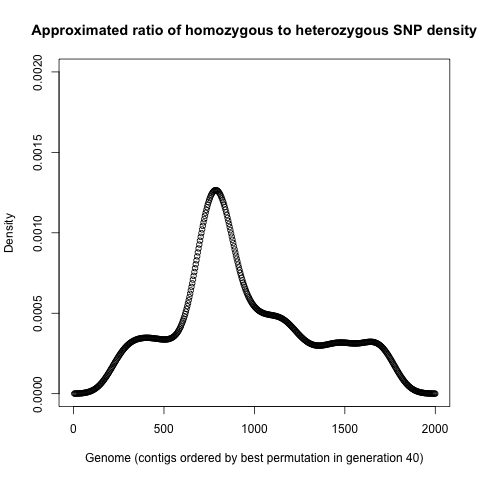 Approximated ratio of homozygous to heterozygous SNP density
0.0020
0.0015
0.0010
0.0005
0.0000
Density
0 500 1000 1500 2000
Genome (contigs ordered by best permutation in generation 40)